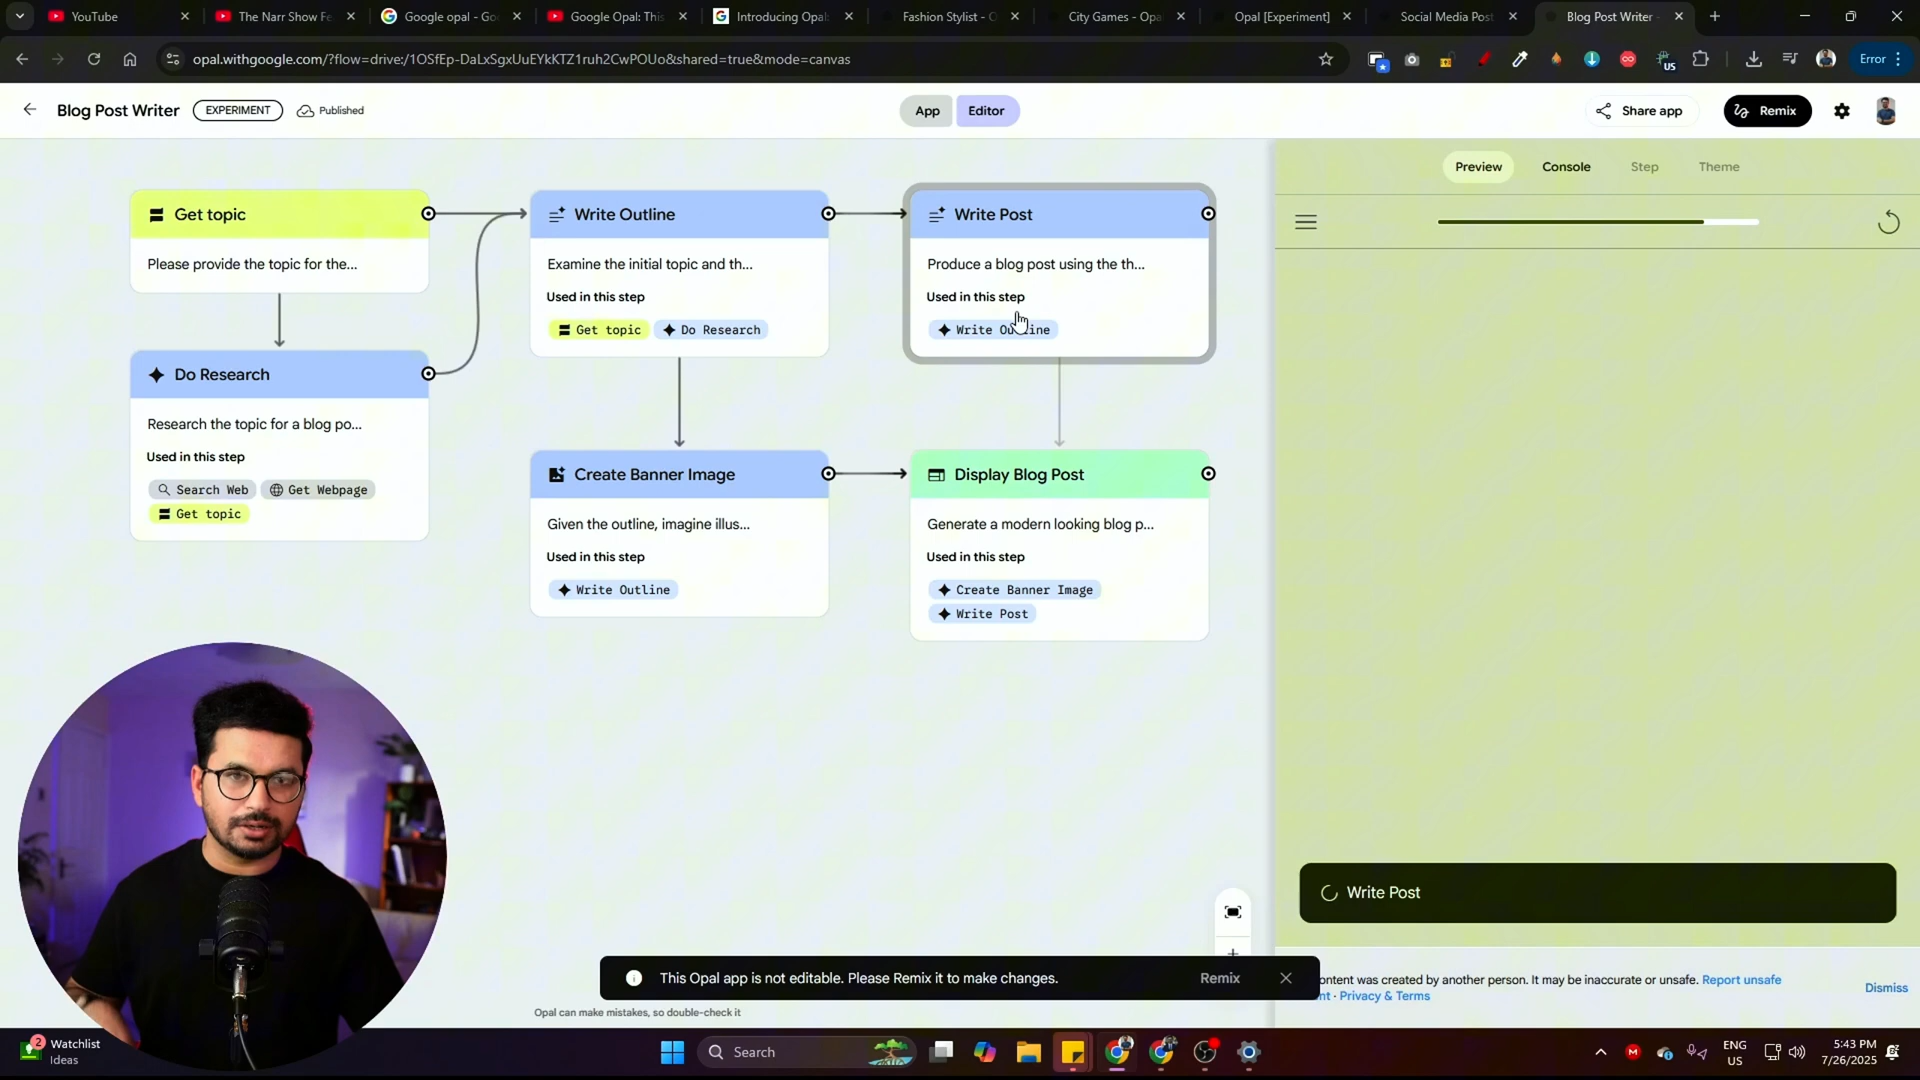 YouTube
The Narr Show Fe
Google opal - Go
Google Opal: This
Introducing Opal:
Fashion Stylist - O
City Games - Opa
Opal [Experiment]
Social Media Post
Blog Post Writer -
opal.withgoogle.com/?flow=drive:/1OSfEp-DaLxSgxUuEYkKTZ1ruh2CwPOUo&shared=true&mode=canvas
US
Error
Blog Post Writer
EXPERIMENT
Published
App
Editor
Share app
Remix
Preview
Console
Step
Theme
Get topic
Please provide the topic for the...
Do Research
Research the topic for a blog po...
Used in this step
Search Web
Get Webpage
Get topic
Write Outline
Examine the initial topic and th...
Used in this step
Get topic
Do Research
Write Post
Produce a blog post using the th...
Used in this step
Write Outline
Create Banner Image
Given the outline, imagine illus...
Used in this step
Write Outline
Display Blog Post
Generate a modern looking blog p...
Used in this step
Create Banner Image
Write Post
Write Post
This Opal app is not editable. Please Remix it to make changes.
Remix
ontent was created by another person. It may be inaccurate or unsafe. Report unsafe
nt · Privacy & Terms
Dismiss
Opal can make mistakes, so double-check it
2
Watchlist
Ideas
Search
ENG
US
5:43 PM
7/26/2025